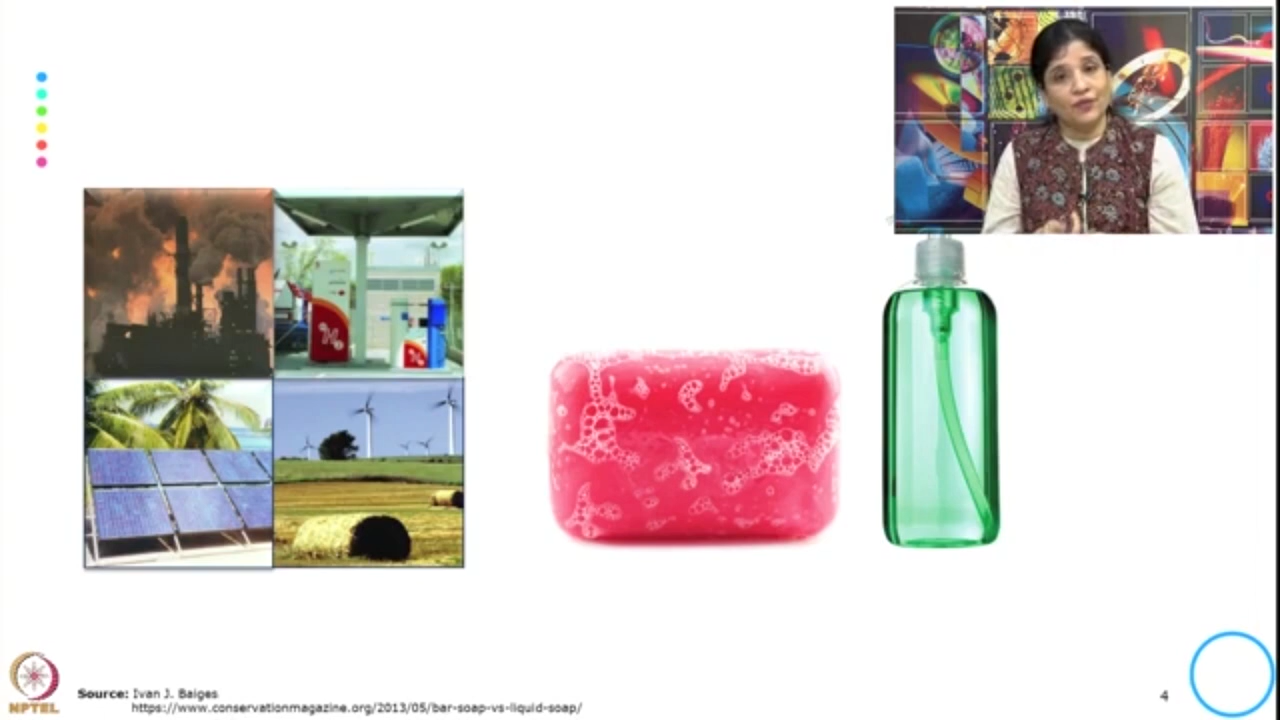 Source: Ivan J. Baiges
https://www.conservationmagazine.org/2013/05/bar-soap-vs-liquid-soap/
4
NPTEL